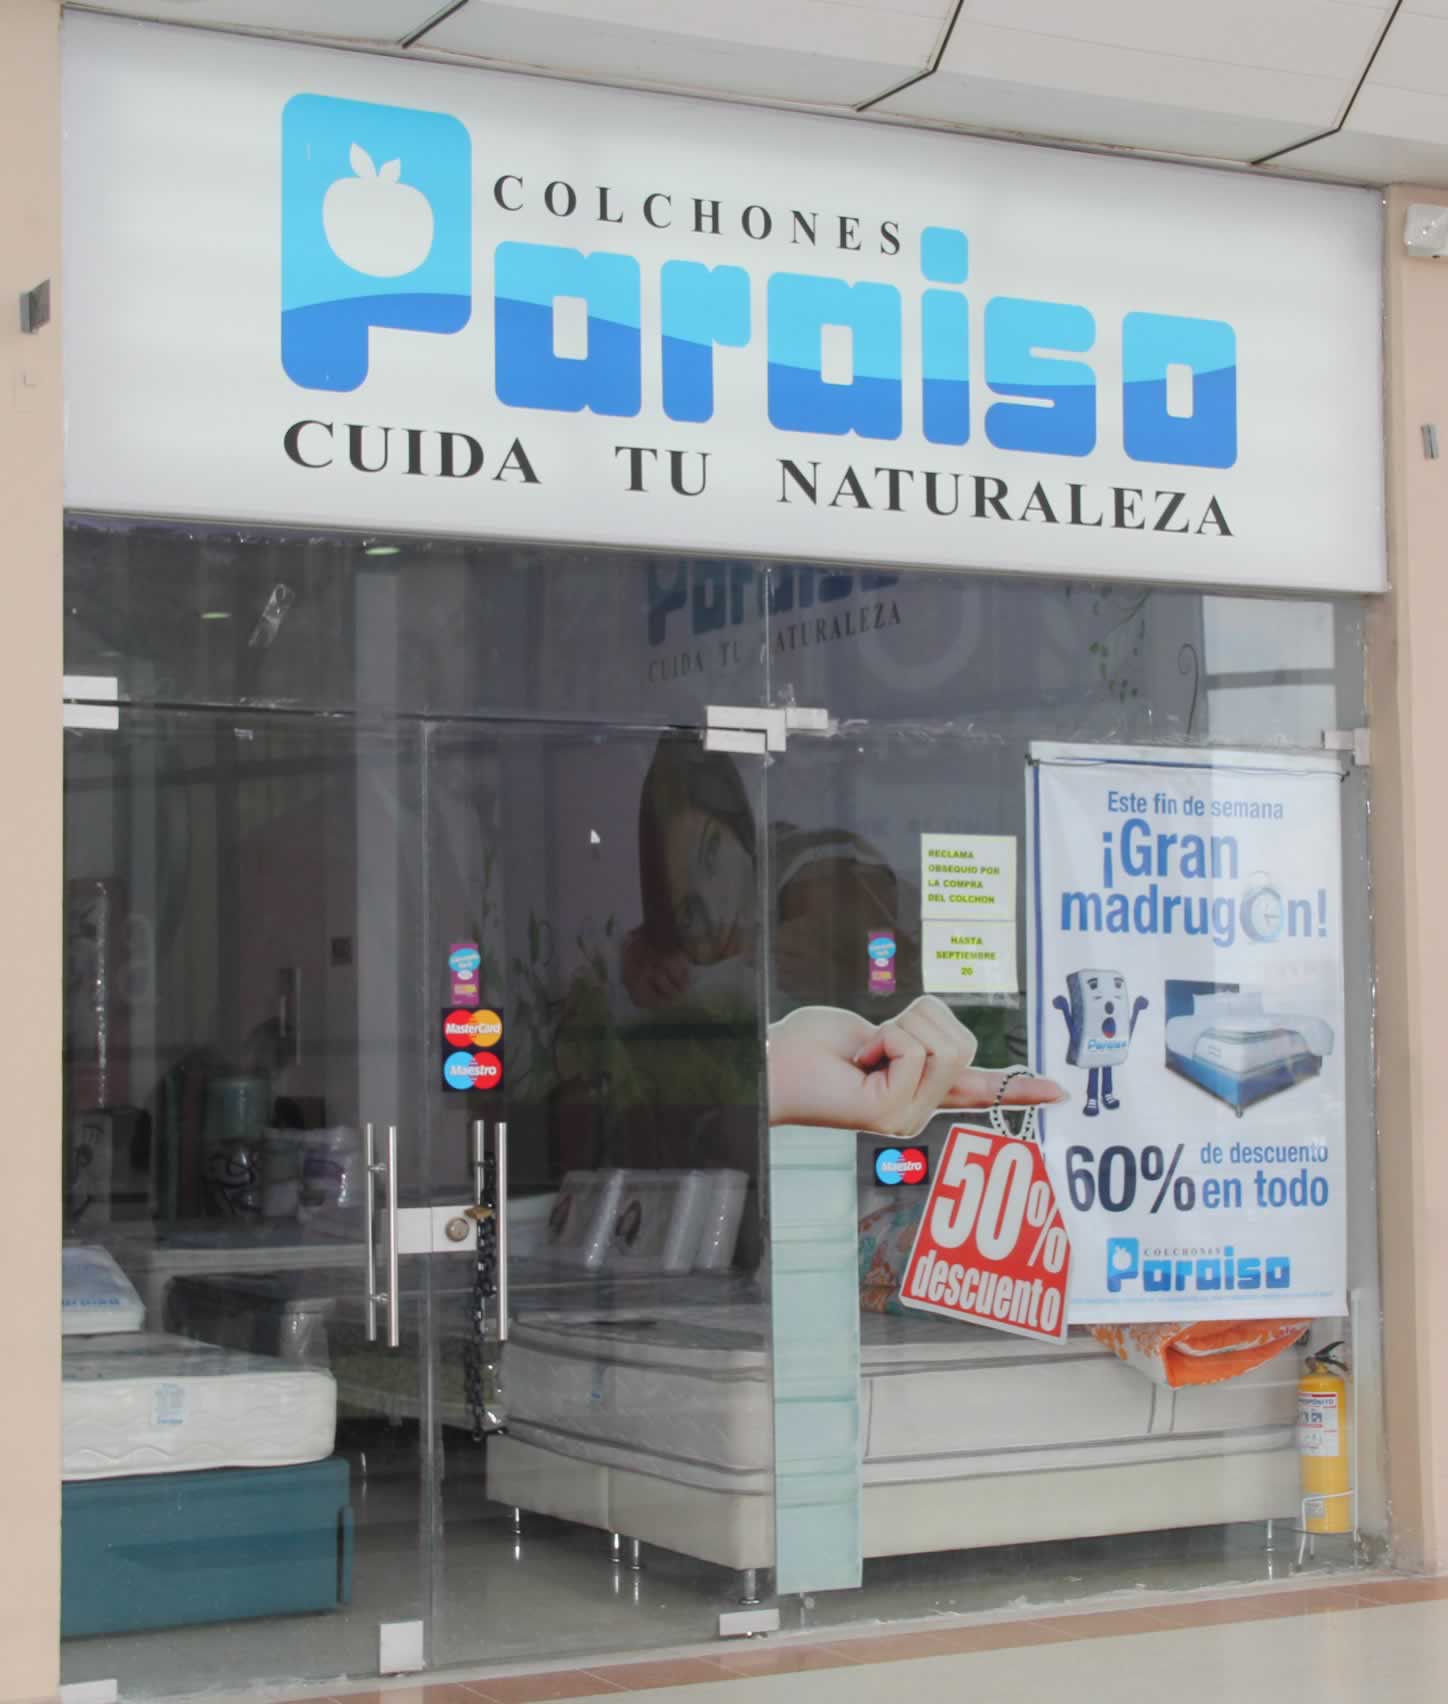 COLCHONES
Paraiso
CUIDA TU NATURALEZA
Paraiso
CUIDA TU NATURALEZA
Este fin de semana
¡Gran
madrugon!
RECLAMA
OBSEQUIO POR
LA COMPRA
DEL COLCHON
HASTA
SEPTIEMBRE
20
MasterCard
Maestro
Paraiso
Maestro
50%
descuento
60% de descuento
en todo
COLCHONES
Paraiso
Paraiso